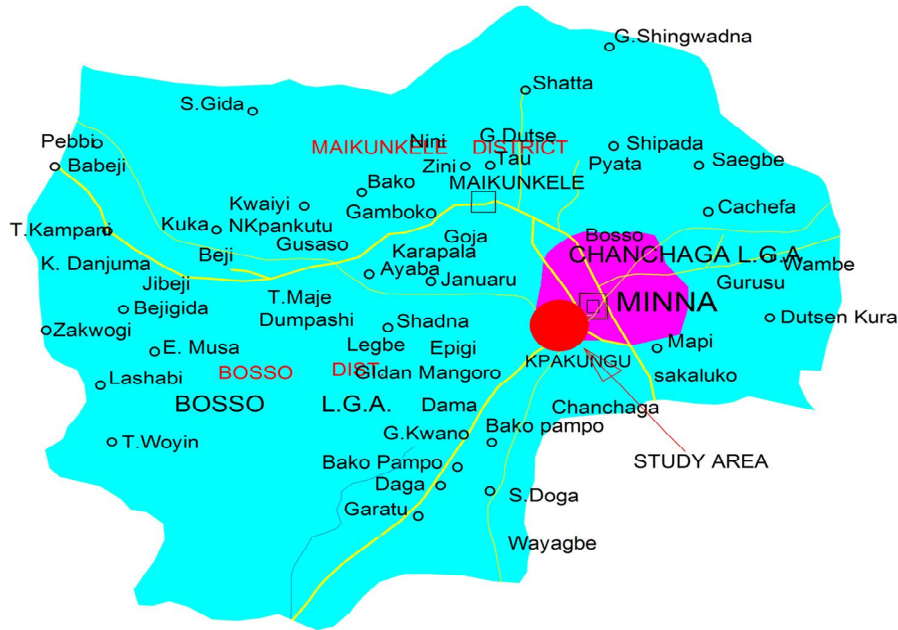 G.Shingwadna
Shatta
S.Gida
Pebbi
Babeji
MAIKUNKELE DISTRICT
Nini
G.Dutse
Zini
Tau
Shipada
Pyata
Saegbe
Bako
MAIKUNKELE
Kwaiyi
Gamboko
Cachefa
T.Kampani
Kuka
NKpankutu
Gusaso
Goja
Bosso
Beji
Karapala
CHANCHAGA L.G.A
K. Danjuma
Ayaba
Januaru
Wambe
Gurusu
Jibeji
T.Maje
MINNA
Bejigida
Dumpashi
Shadna
Dutsen Kura
Zakwogi
E. Musa
Legbe
Epigi
Mapi
KPAKUNGU
BOSSO DIST.
Gidan Mangoro
sakaluko
Lashabi
BOSSO L.G.A.
Dama
Chanchaga
T.Woyin
G.Kwano
Bako pampo
Bako Pampo
STUDY AREA
Daga
S.Doga
Garatu
Wayagbe